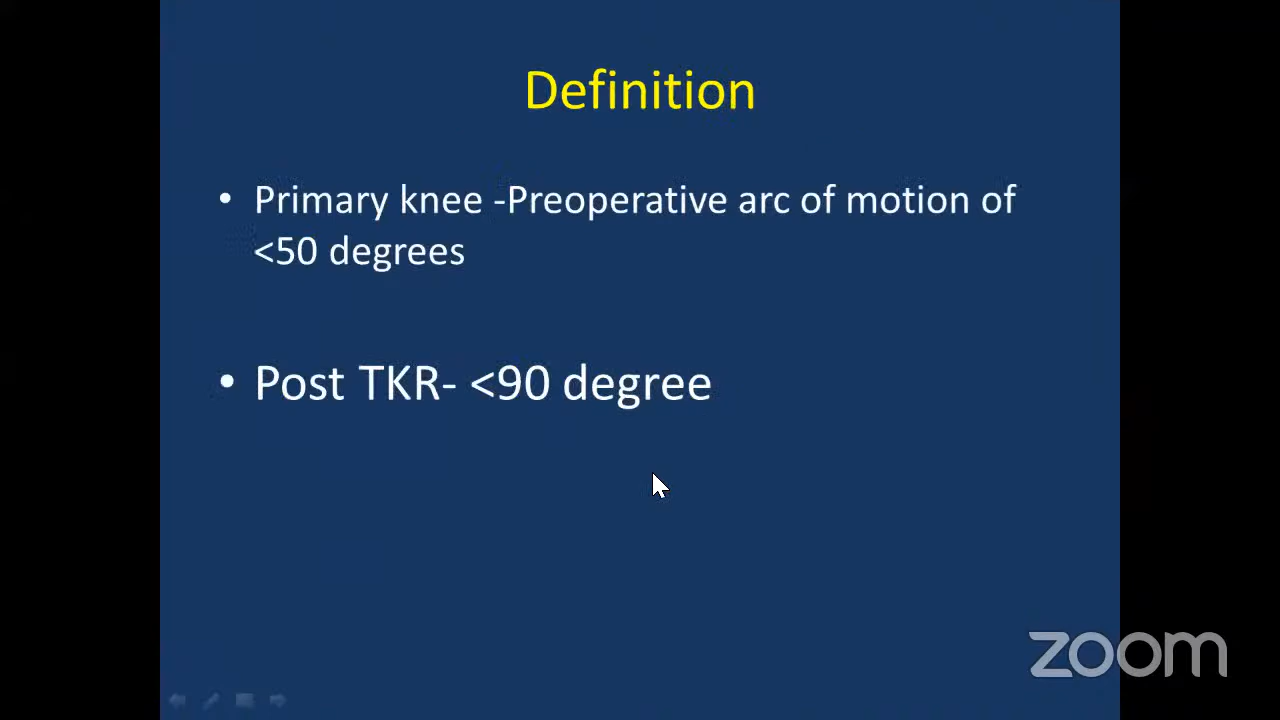 Definition
• Primary knee -Preoperative arc of motion of
<50 degrees
• Post TKR- <90 degree
zoom